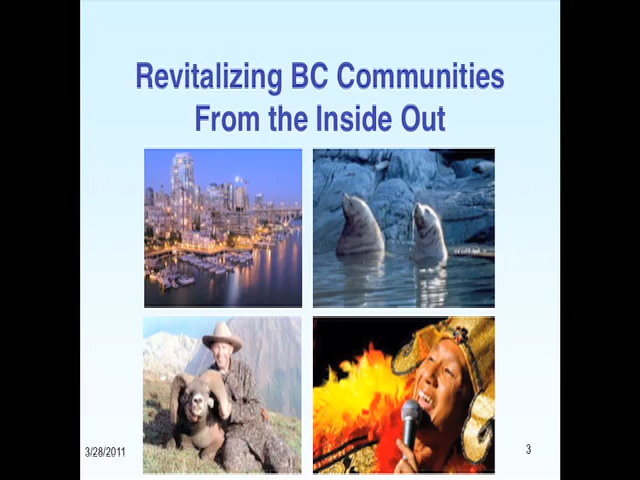 Revitalizing BC Communities
From the Inside Out
3/28/2011
3